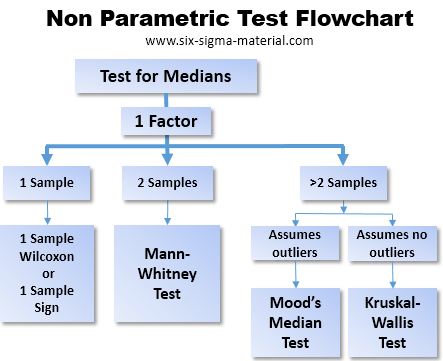 Non Parametric Test Flowchart
www.six-sigma-material.com
Test for Medians
1 Factor
1 Sample
2 Samples
>2 Samples
1 Sample
Wilcoxon
or
1 Sample
Sign
Mann-
Whitney
Test
Assumes
outliers
Assumes no
outliers
Mood's
Median
Test
Kruskal-
Wallis
Test